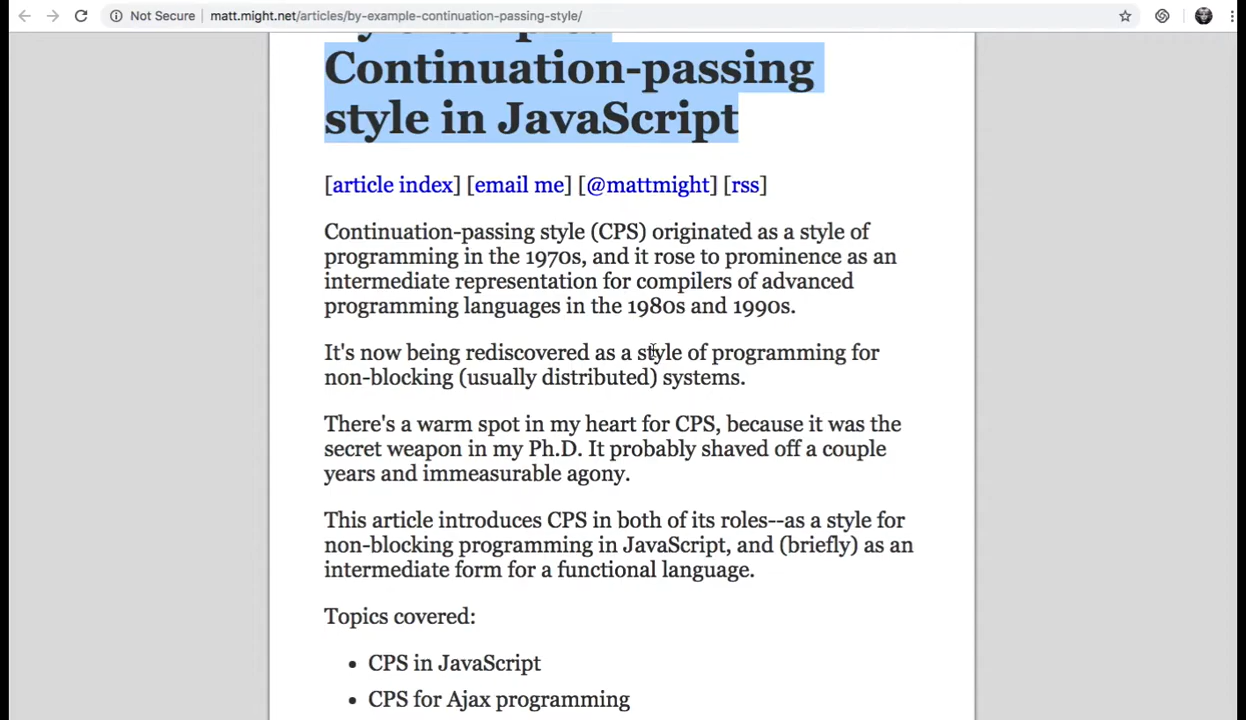 Not Secure | matt.might.net/articles/by-example-continuation-passing-style/
Continuation-passing
style in JavaScript
[article index] [email me] [@mattmight] [rss]
Continuation-passing style (CPS) originated as a style of
programming in the 1970s, and it rose to prominence as an
intermediate representation for compilers of advanced
programming languages in the 1980s and 1990s.
It's now being rediscovered as a style of programming for
non-blocking (usually distributed) systems.
There's a warm spot in my heart for CPS, because it was the
secret weapon in my Ph.D. It probably shaved off a couple
years and immeasurable agony.
This article introduces CPS in both of its roles--as a style for
non-blocking programming in JavaScript, and (briefly) as an
intermediate form for a functional language.
Topics covered:
• CPS in JavaScript
• CPS for Ajax programming